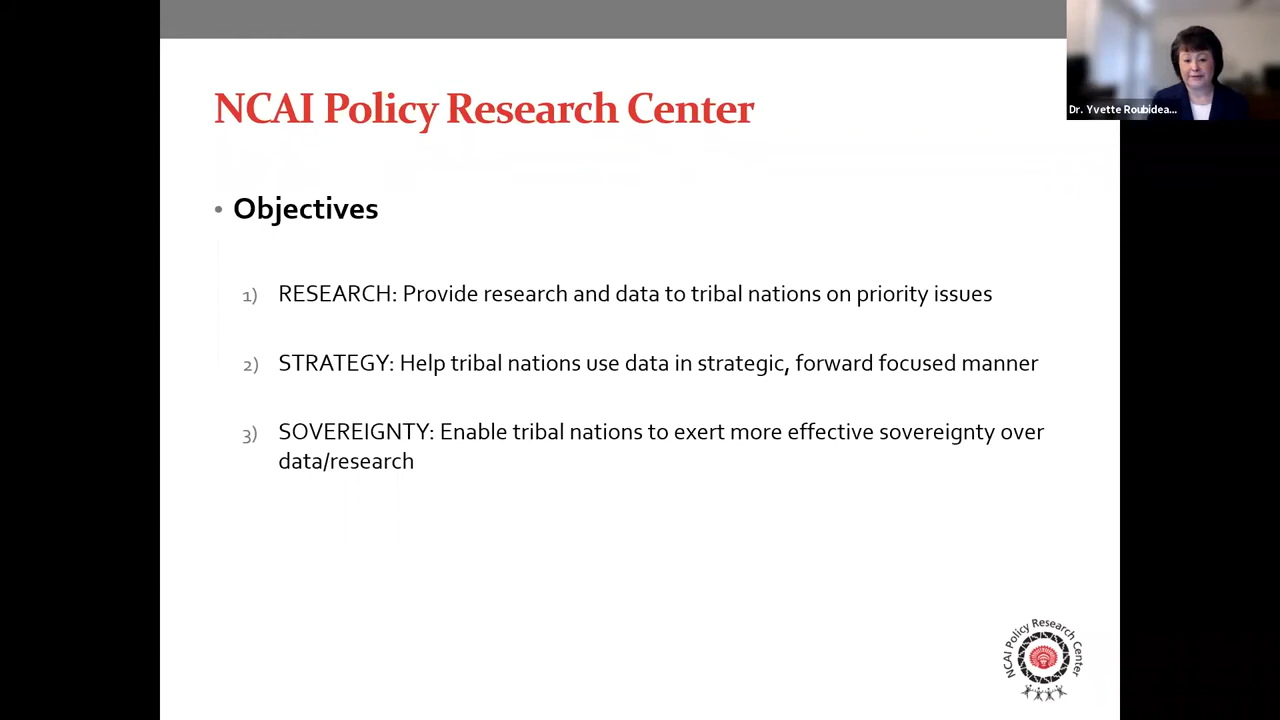 NCAI Policy Research Center
Dr. Yvette Roubidea...
• Objectives
1) RESEARCH: Provide research and data to tribal nations on priority issues
2) STRATEGY: Help tribal nations use data in strategic, forward focused manner
3) SOVEREIGNTY: Enable tribal nations to exert more effective sovereignty over
data/research
NCAI Policy Research Center